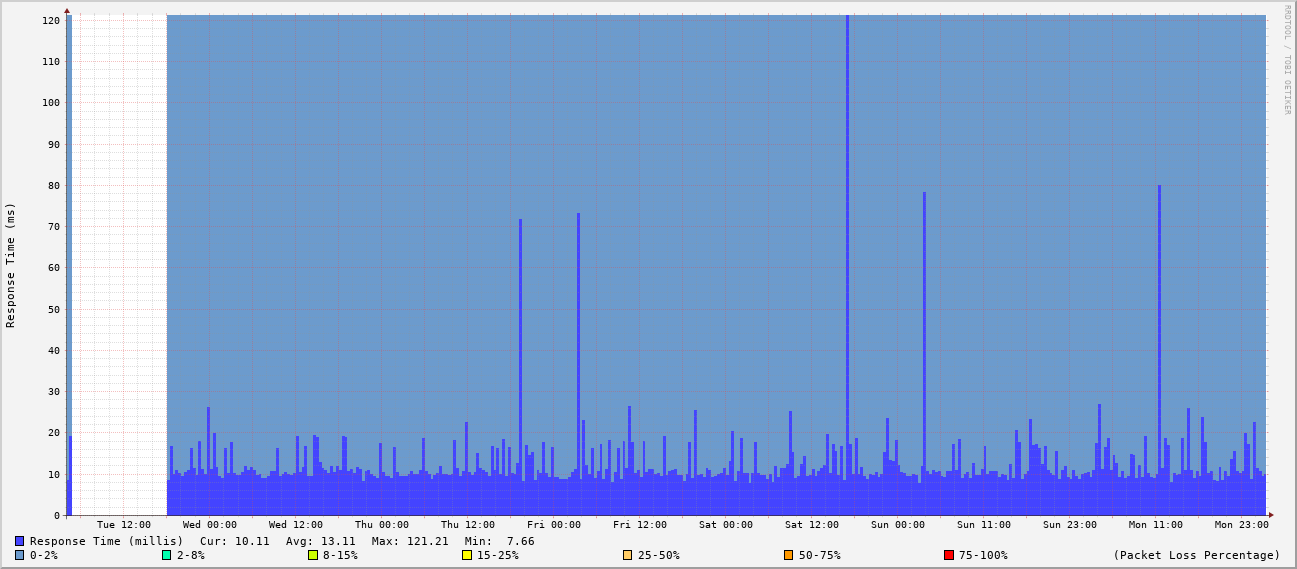 RRDTOOL / TOBI OETIKER
Response Time (ms)
120
110
100
90
80
70
60
50
40
30
20
10
0
Tue 12:00 Wed 00:00 Wed 12:00 Thu 00:00 Thu 12:00 Fri 00:00 Fri 12:00 Sat 00:00 Sat 12:00 Sun 00:00 Sun 11:00 Sun 23:00 Mon 11:00 Mon 23:00
Response Time (millis) Cur: 10.11 Avg: 13.11 Max: 121.21 Min: 7.66
0-2% 2-8% 8-15% 15-25% 25-50% 50-75% 75-100% (Packet Loss Percentage)